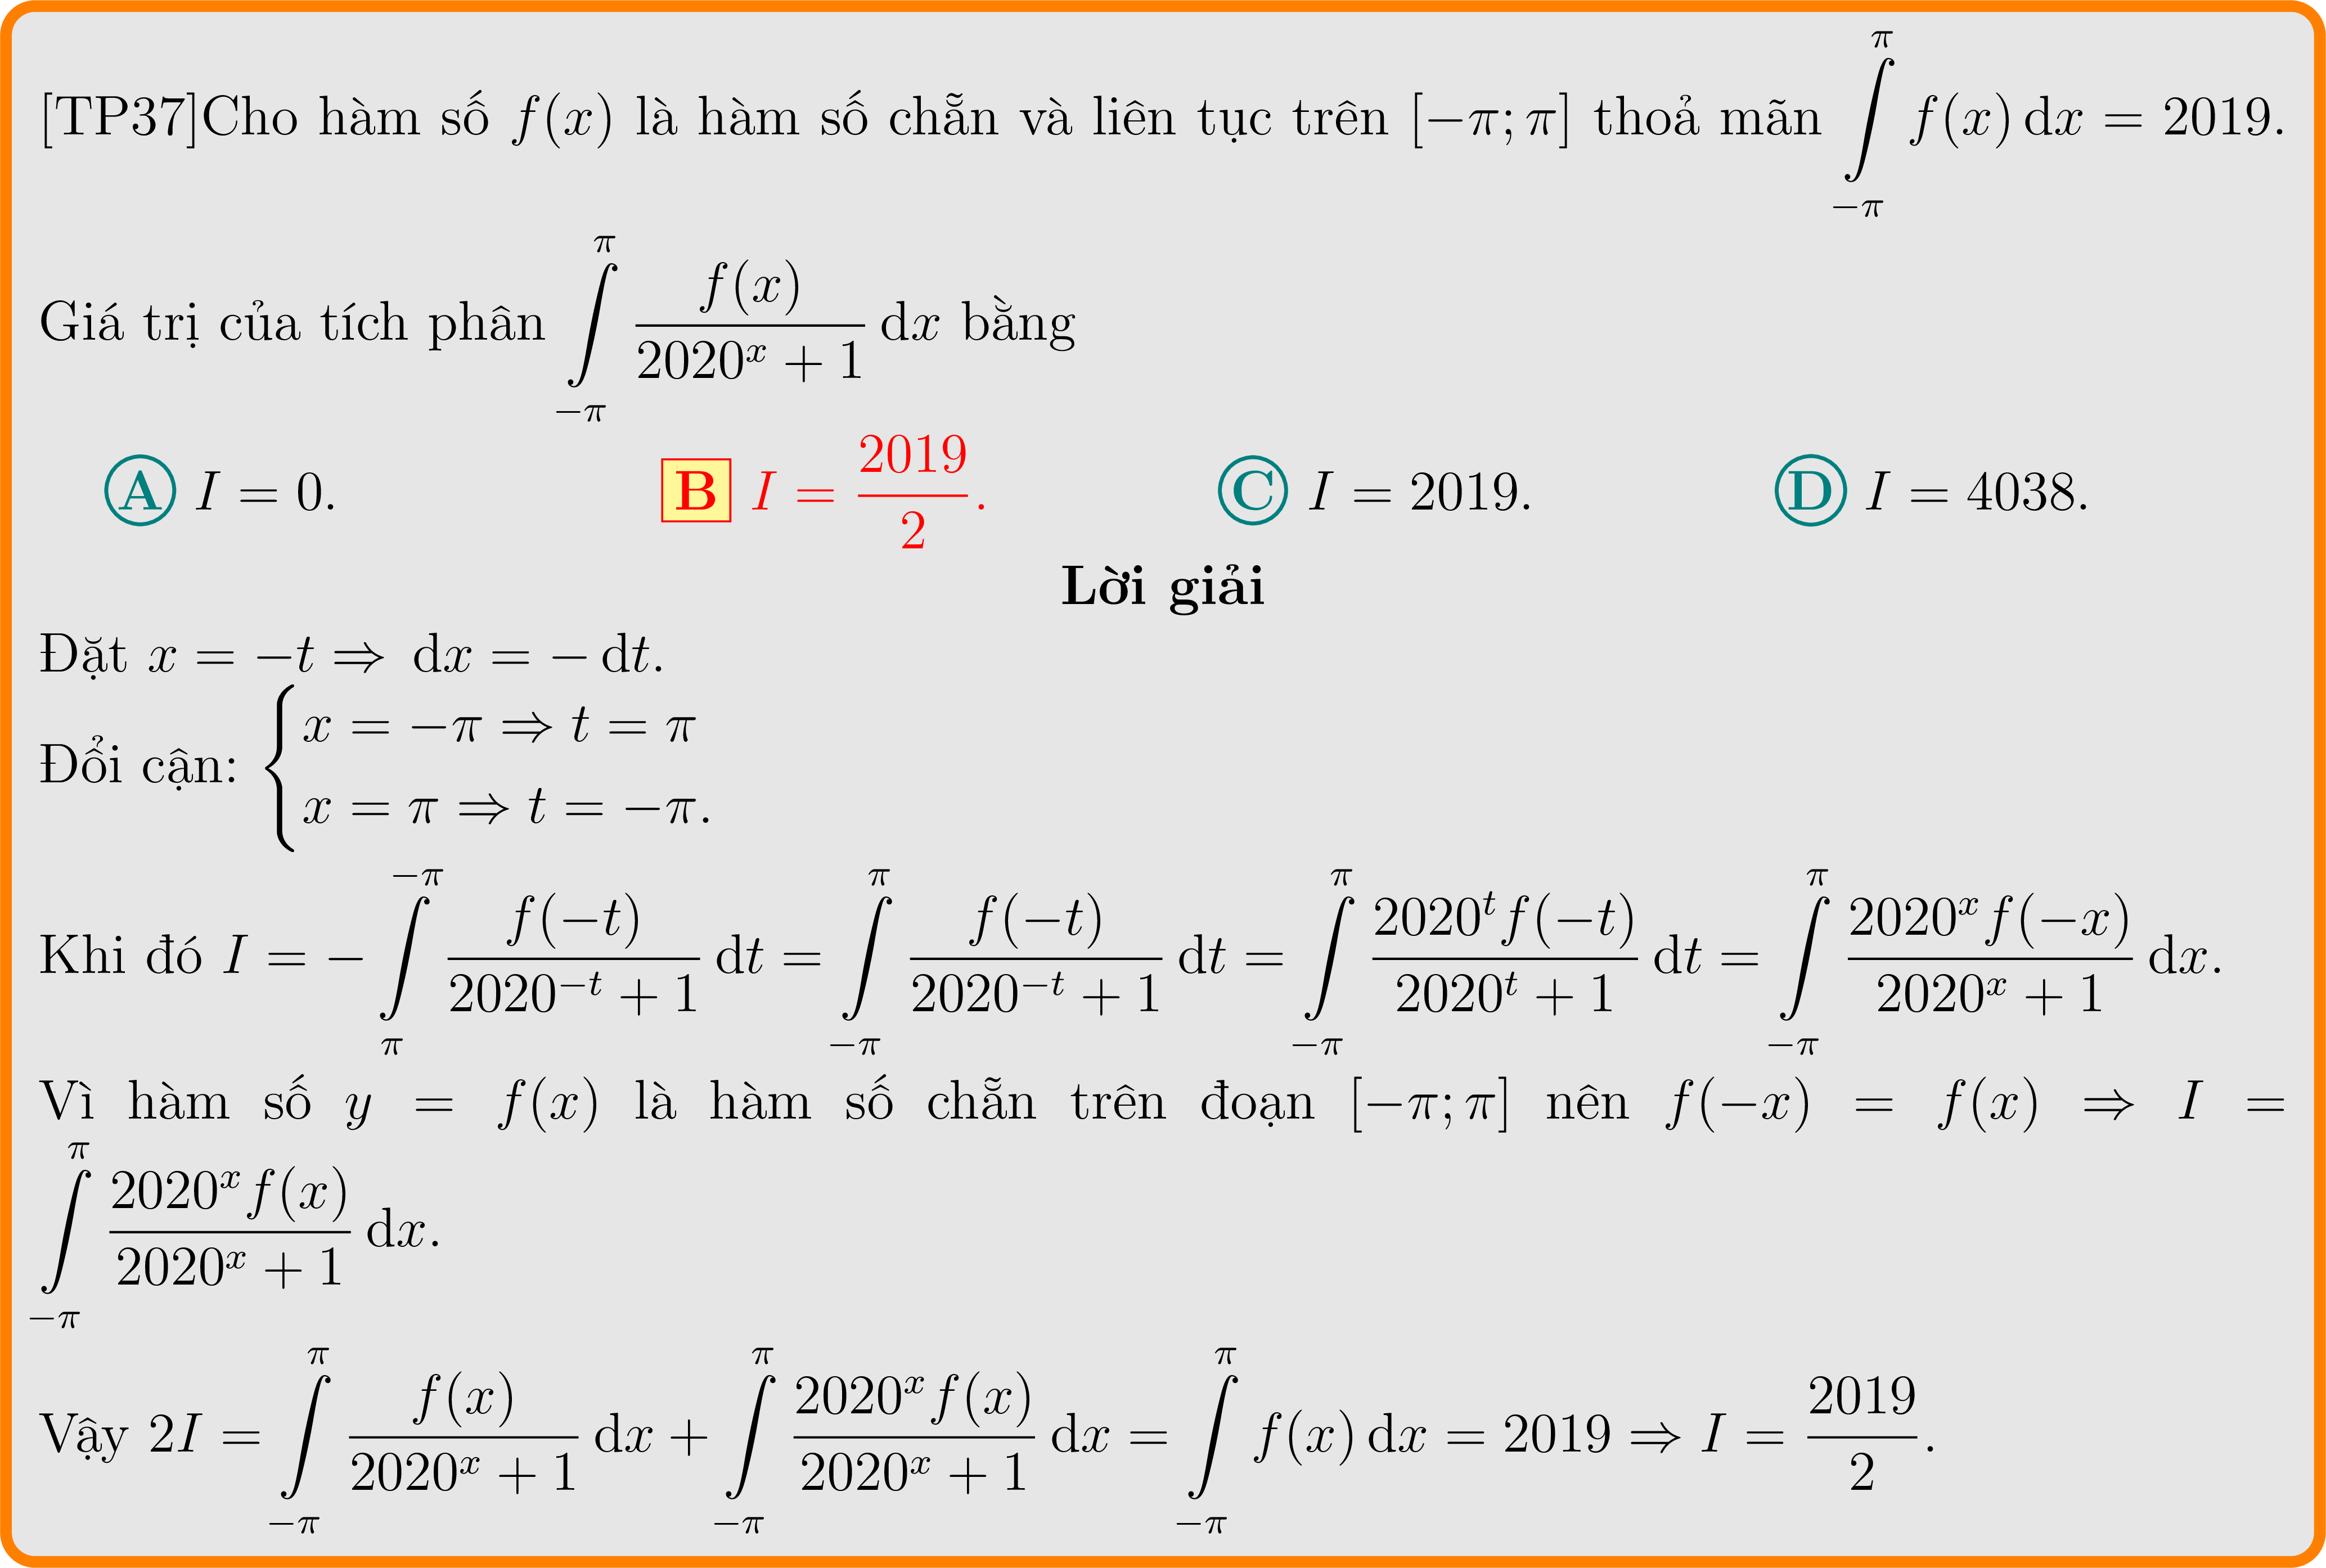 [TP37]Cho hàm số $f(x)$ là hàm số chẵn và liên tục trên $[-\pi;\pi]$ thoả mãn $\int\limits_{-\pi}^{\pi} f(x)\,\mathrm{d}x = 2019$.
Giá trị của tích phân $\int\limits_{-\pi}^{\pi} \frac{f(x)}{2020^x+1}\,\mathrm{d}x$ bằng
A $I = 0$. B $I = \frac{2019}{2}$. C $I = 2019$. D $I = 4038$.
Lời giải
Đặt $x = -t \Rightarrow \mathrm{d}x = -\mathrm{d}t$.
Đổi cận: $\begin{cases} x = -\pi \Rightarrow t = \pi \\ x = \pi \Rightarrow t = -\pi. \end{cases}$
Khi đó $I = -\int\limits_{\pi}^{-\pi} \frac{f(-t)}{2020^{-t}+1}\,\mathrm{d}t = \int\limits_{-\pi}^{\pi} \frac{f(-t)}{2020^{-t}+1}\,\mathrm{d}t = \int\limits_{-\pi}^{\pi} \frac{2020^t f(-t)}{2020^t+1}\,\mathrm{d}t = \int\limits_{-\pi}^{\pi} \frac{2020^x f(-x)}{2020^x+1}\,\mathrm{d}x$.
Vì hàm số $y = f(x)$ là hàm số chẵn trên đoạn $[-\pi;\pi]$ nên $f(-x) = f(x) \Rightarrow I =$
$\int\limits_{-\pi}^{\pi} \frac{2020^x f(x)}{2020^x+1}\,\mathrm{d}x$.
Vậy $2I = \int\limits_{-\pi}^{\pi} \frac{f(x)}{2020^x+1}\,\mathrm{d}x + \int\limits_{-\pi}^{\pi} \frac{2020^x f(x)}{2020^x+1}\,\mathrm{d}x = \int\limits_{-\pi}^{\pi} f(x)\,\mathrm{d}x = 2019 \Rightarrow I = \frac{2019}{2}$.